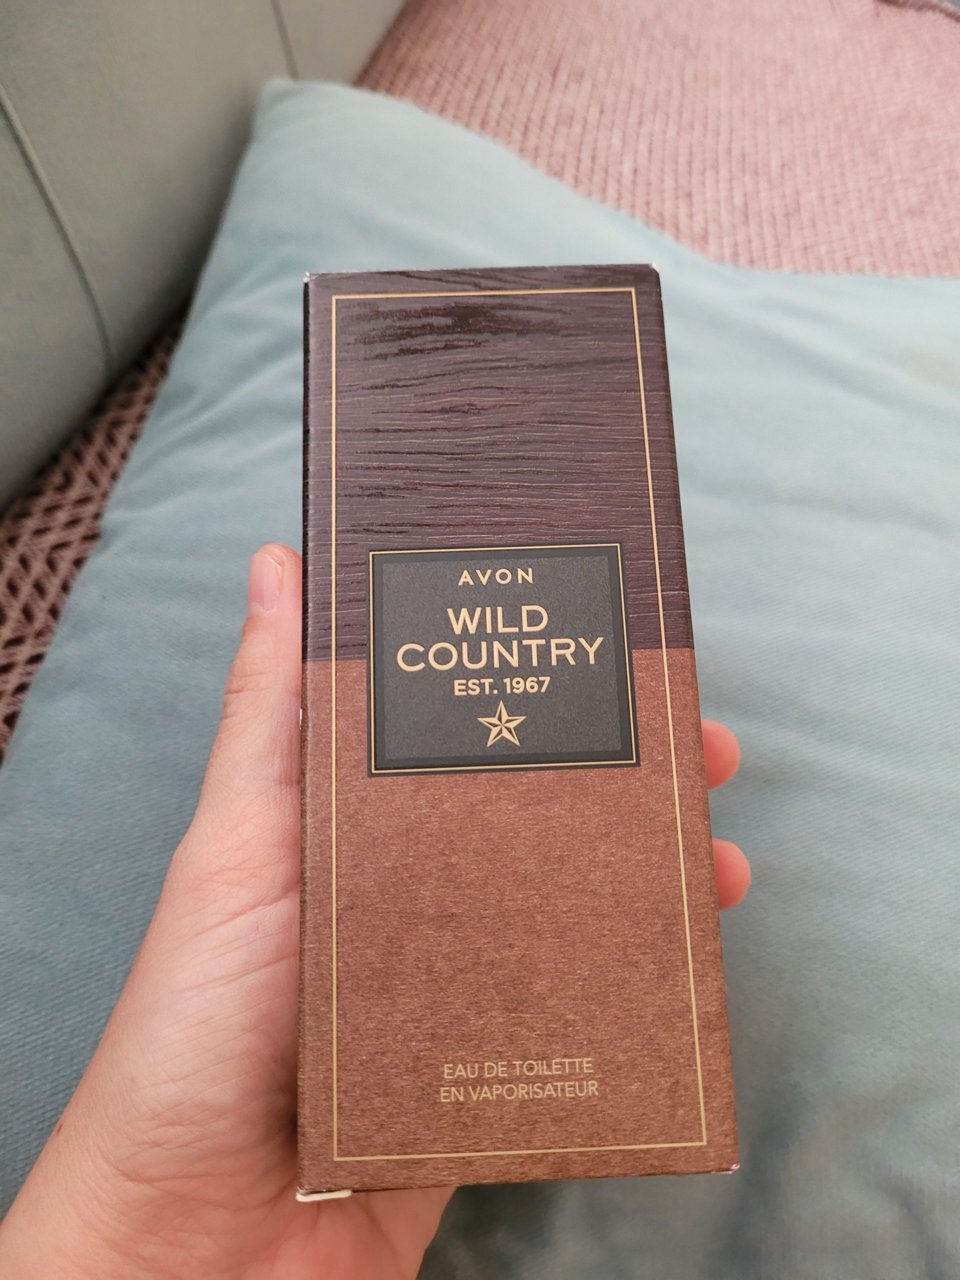 AVON
WILD
COUNTRY
EST. 1967
EAU DE TOILETTE
EN VAPORISATEUR